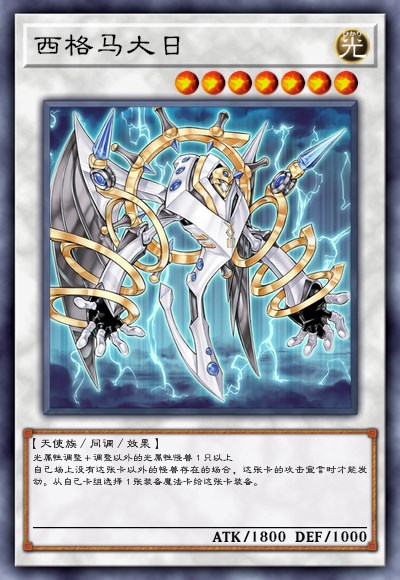 西格马大日
光
【天使族／同调／效果】
光属性调整＋调整以外的光属性怪兽１只以上
自己场上没有这张卡以外的怪兽存在的场合，这张卡的攻击宣言时才能发
动。从自己卡组选择１张装备魔法卡给这张卡装备。
ATK/1800 DEF/1000